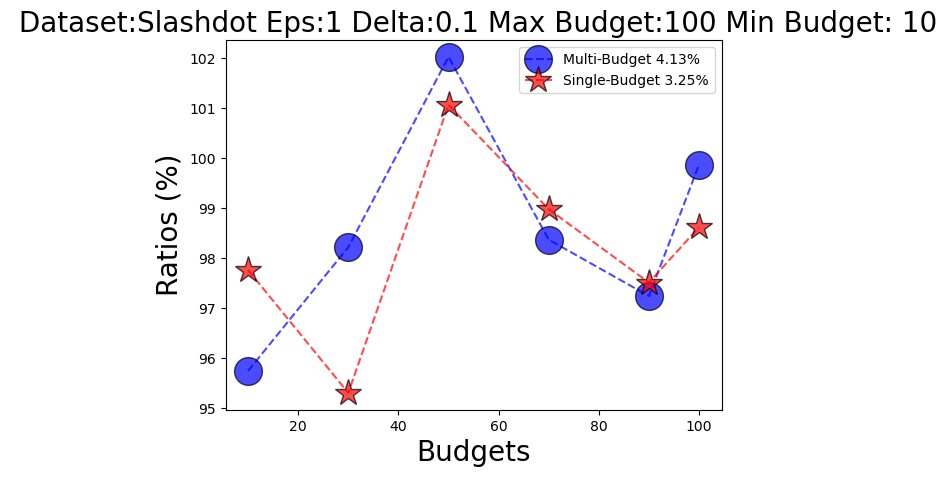 Dataset:Slashdot Eps:1 Delta:0.1 Max Budget:100 Min Budget: 10
Multi-Budget 4.13%
Single-Budget 3.25%
Ratios (%)
102
101
100
99
98
97
96
95
20 40 60 80 100
Budgets